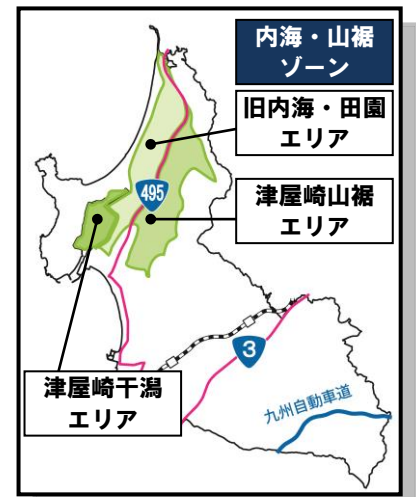 内海・山裾
ゾーン
旧内海・田園
エリア
495
津屋崎山裾
エリア
3
津屋崎干潟
エリア
九州自動車道